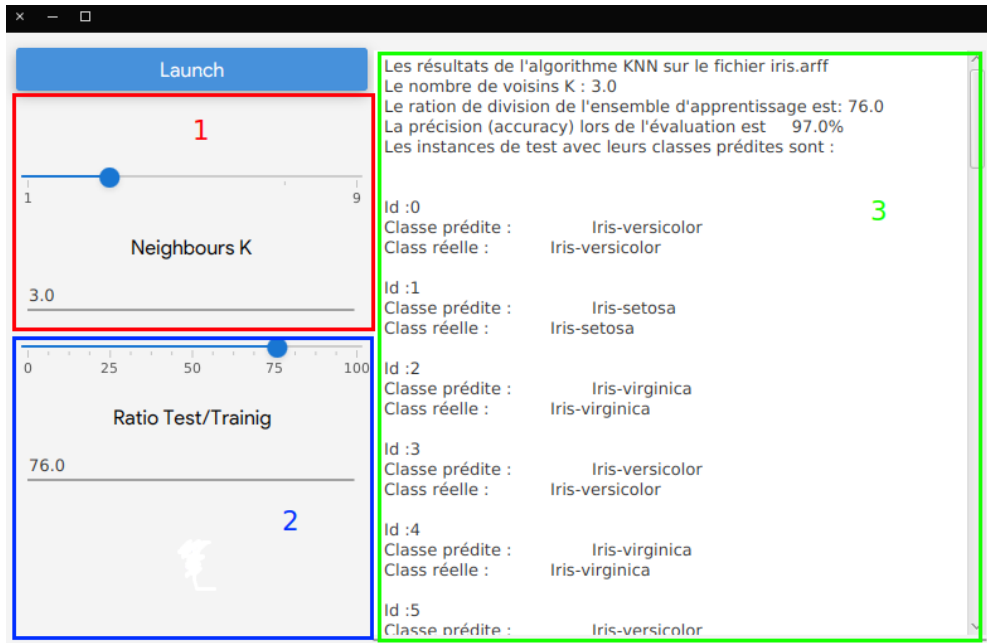 Launch
1
1 9
Neighbours K
3.0
0 25 50 75 100
Ratio Test/Trainig
76.0
2
Les résultats de l'algorithme KNN sur le fichier iris.arff
Le nombre de voisins K : 3.0
Le ration de division de l'ensemble d'apprentissage est: 76.0
La précision (accuracy) lors de l'évaluation est 97.0%
Les instances de test avec leurs classes prédites sont :
Id :0
3
Classe prédite : Iris-versicolor
Class réelle : Iris-versicolor
Id :1
Classe prédite : Iris-setosa
Class réelle : Iris-setosa
Id :2
Classe prédite : Iris-virginica
Class réelle : Iris-virginica
Id :3
Classe prédite : Iris-versicolor
Class réelle : Iris-versicolor
Id :4
Classe prédite : Iris-virginica
Class réelle : Iris-virginica
Id :5
Classe prédite : Iris-versicolor